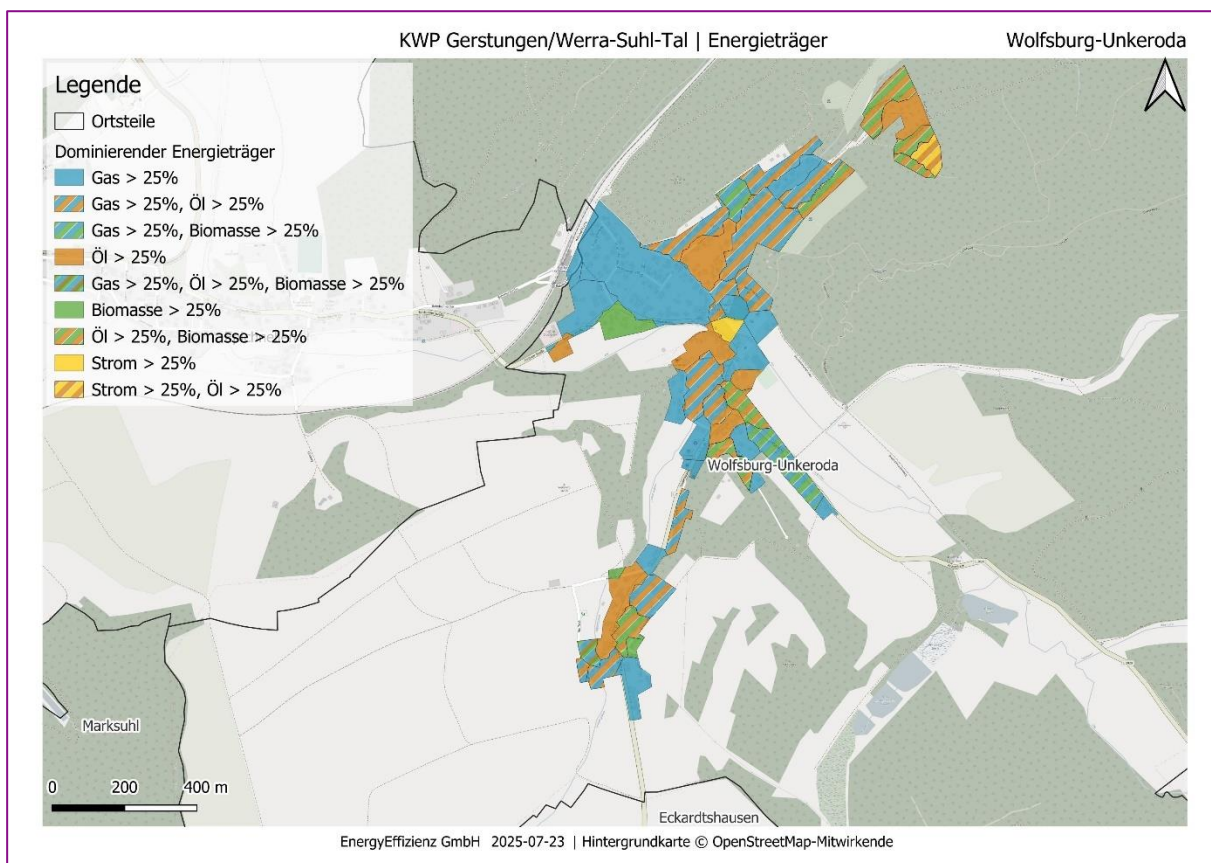 KWP Gerstungen/Werra-Suhl-Tal | Energieträger
Wolfsburg-Unkeroda
Legende
Ortsteile
Dominierender Energieträger
Gas > 25%
Gas > 25%, Öl > 25%
Gas > 25%, Biomasse > 25%
Öl > 25%
Gas > 25%, Öl > 25%, Biomasse > 25%
Biomasse > 25%
Öl > 25%, Biomasse > 25%
Strom > 25%
Strom > 25%, Öl > 25%
Wolfsburg-Unkeroda
Marksuhl
0 200 400 m
Eckardtshausen
EnergyEffizienz GmbH 2025-07-23 | Hintergrundkarte © OpenStreetMap-Mitwirkende